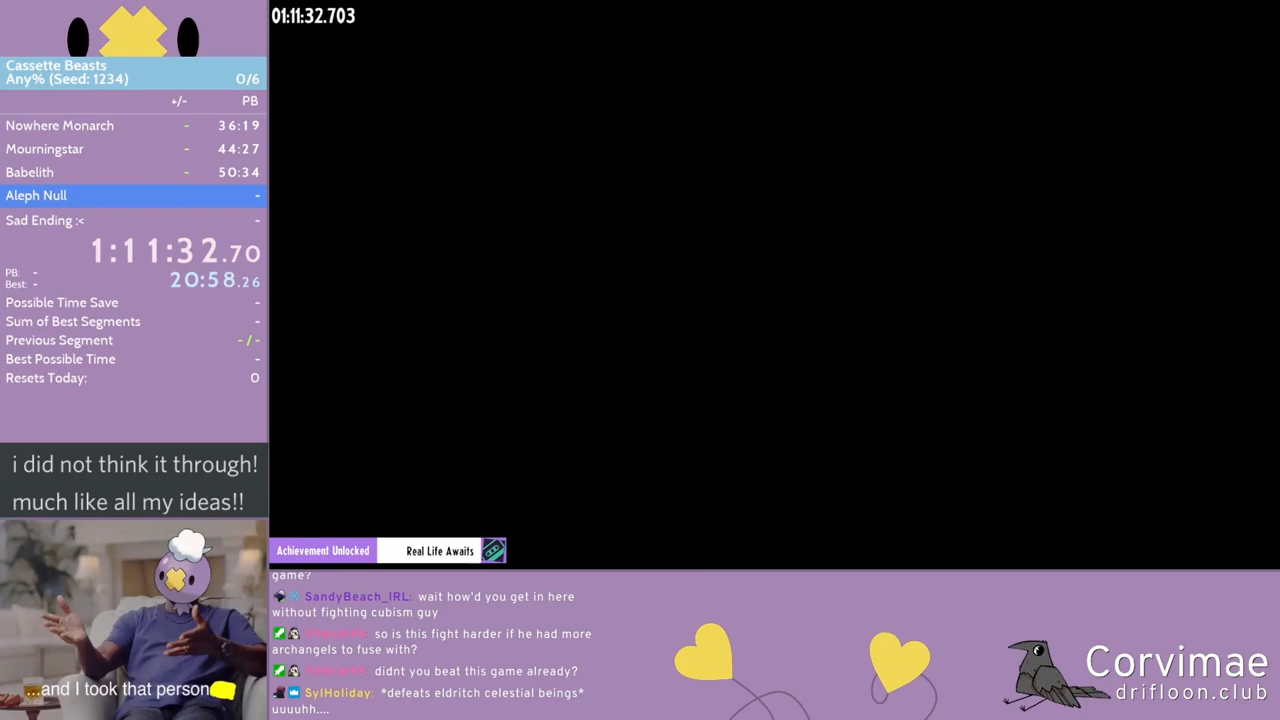 01:11:32.703
Cassette Beasts
Any% (Seed: 1234) 0/6
+/- PB
Nowhere Monarch - 36:19
Mourningstar - 44:27
Babelith - 50:34
Aleph Null -
Sad Ending :< -
1:11:32.70
PB: -
Best: -
20:58.26
Possible Time Save -
Sum of Best Segments -
Previous Segment - / -
Best Possible Time -
Resets Today: 0
i did not think it through!
much like all my ideas!!
...and I took that person
Achievement Unlocked Real Life Awaits
game?
SandyBeach_IRL: wait how'd you get in here
without fighting cubism guy
so is this fight harder if he had more
archangels to fuse with?
didnt you beat this game already?
SylHoliday: *defeats eldritch celestial beings*
uuuuhh....
Corvimae
drifloon.club